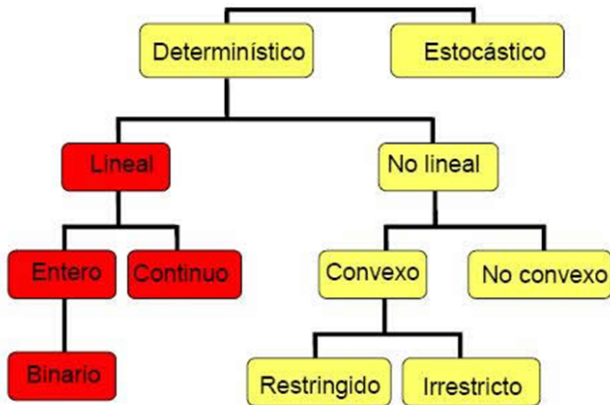 Determinístico
Estocástico
Lineal
No lineal
Entero
Continuo
Convexo
No convexo
Binario
Restringido
Irrestricto